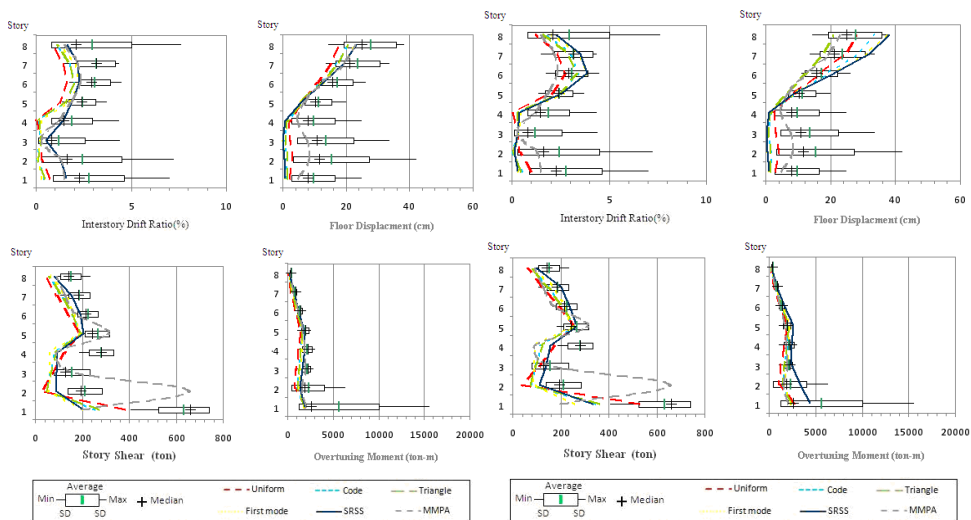 Story
8
7
6
5
4
3
2
1
0
5
10
Interstory Drift Ratio(%)
Story
8
7
6
5
4
3
2
1
0
20
40
60
Floor Displacment (cm)
Story
8
7
6
5
4
3
2
1
0
5
10
Interstory Drift Ratio(%)
Story
8
7
6
5
4
3
2
1
0
20
40
60
Floor Displacment (cm)
Story
8
7
6
5
4
3
2
1
0
200
400
600
800
Story Shear (ton)
Story
8
7
6
5
4
3
2
1
0
5000
10000
15000
20000
Overtuning Moment (ton-m)
Story
8
7
6
5
4
3
2
1
0
200
400
600
800
Story Shear (ton)
Story
8
7
6
5
4
3
2
1
0
5000
10000
15000
20000
Overtuning Moment (ton-m)
Average
Min
Max
Median
SD SD
Uniform
Code
Triangle
First mode
SRSS
MMPA
Average
Min
Max
Median
SD SD
Uniform
Code
Triangle
First mode
SRSS
MMPA